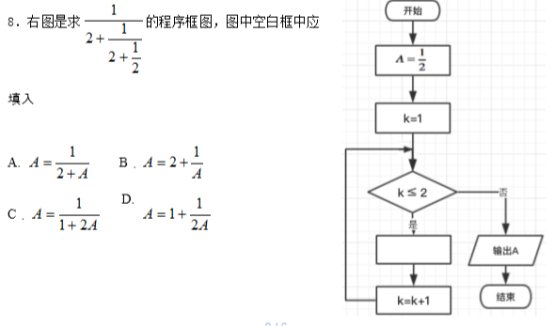 8．右图是求 1/(2+1/(2+1/2)) 的程序框图，图中空白框中应
填入
A. A=1/(2+A) B．A=2+1/A
C．A=1/(1+2A) D. A=1+1/(2A)
开始
A=1/2
k=1
k≤2
否
是
输出A
k=k+1
结束